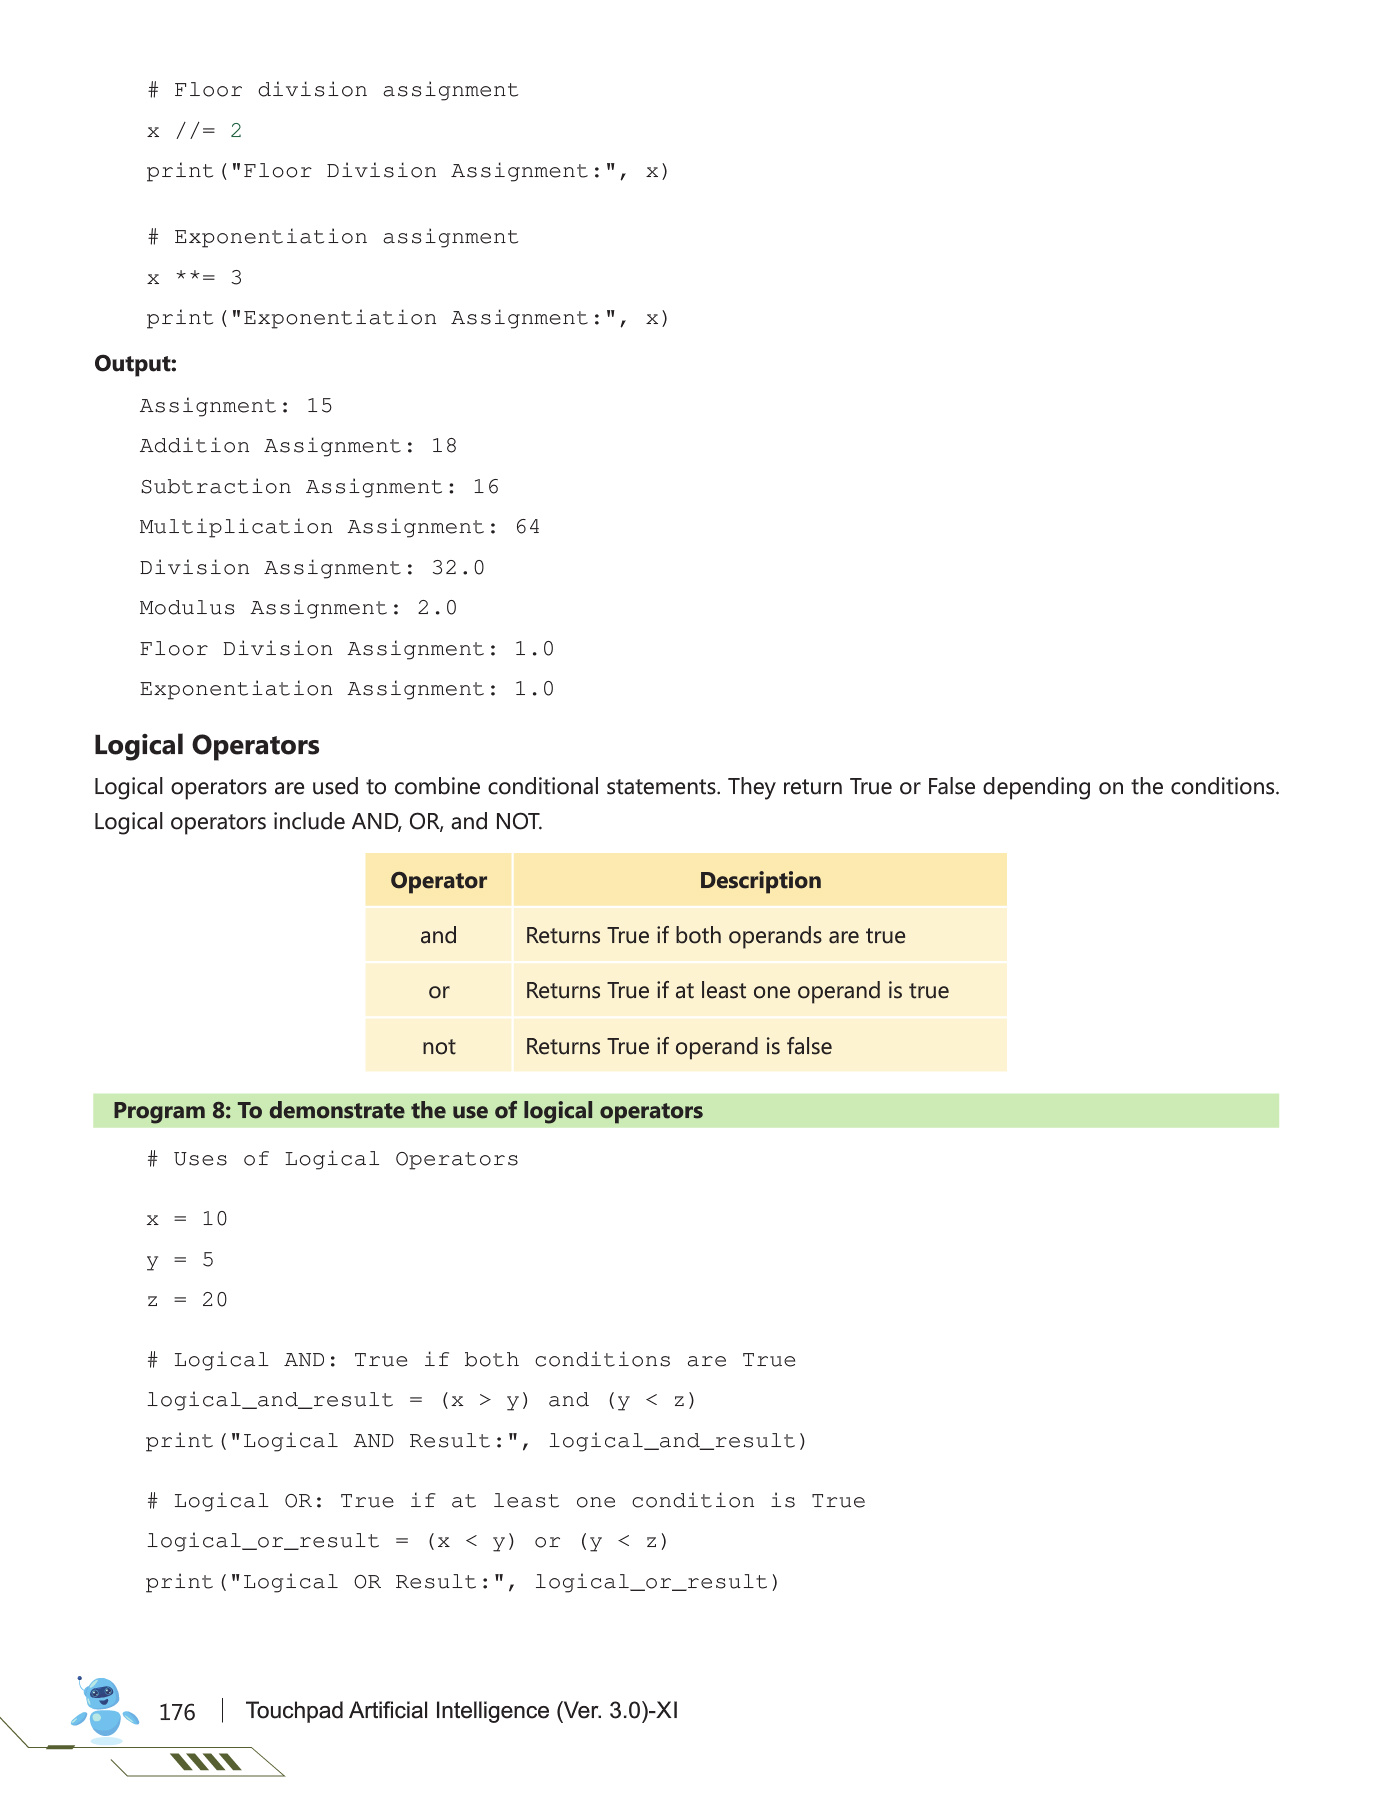 # Floor division assignment
x //= 2
print("Floor Division Assignment:", x)
# Exponentiation assignment
x **= 3
print("Exponentiation Assignment:", x)
Output:
Assignment: 15
Addition Assignment: 18
Subtraction Assignment: 16
Multiplication Assignment: 64
Division Assignment: 32.0
Modulus Assignment: 2.0
Floor Division Assignment: 1.0
Exponentiation Assignment: 1.0
Logical Operators
Logical operators are used to combine conditional statements. They return True or False depending on the conditions.
Logical operators include AND, OR, and NOT.
Operator Description
and Returns True if both operands are true
or Returns True if at least one operand is true
not Returns True if operand is false
Program 8: To demonstrate the use of logical operators
# Uses of Logical Operators
x = 10
y = 5
z = 20
# Logical AND: True if both conditions are True
logical_and_result = (x > y) and (y < z)
print("Logical AND Result:", logical_and_result)
# Logical OR: True if at least one condition is True
logical_or_result = (x < y) or (y < z)
print("Logical OR Result:", logical_or_result)
176 Touchpad Artificial Intelligence (Ver. 3.0)-XI